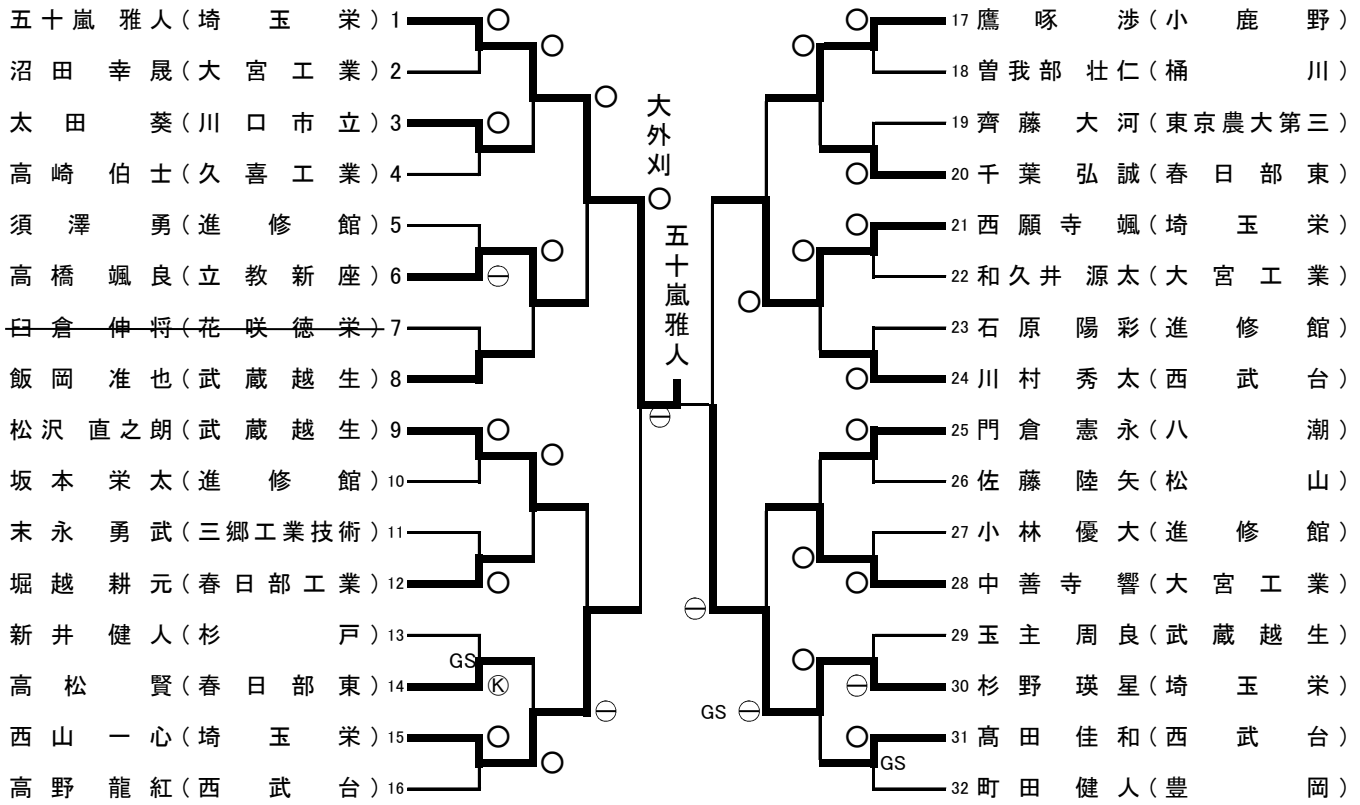 五十嵐 雅人（埼玉栄）1
沼田 幸晟（大宮工業）2
太田 葵（川口市立）3
高崎 伯士（久喜工業）4
須澤 勇（進修館）5
高橋 颯良（立教新座）6
臼倉 伸将（花咲徳栄）7
飯岡 准也（武蔵越生）8
松沢 直之朗（武蔵越生）9
坂本 栄太（進修館）10
末永 勇武（三郷工業技術）11
堀越 耕元（春日部工業）12
新井 健人（杉戸）13
GS
高松 賢（春日部東）14 Ⓚ
西山 一心（埼玉栄）15
高野 龍紅（西武台）16
大外刈
五十嵐雅人
17 鷹啄 渉（小鹿野）
18 曽我部 壮仁（桶川）
19 齊藤 大河（東京農大第三）
20 千葉 弘誠（春日部東）
21 西願寺 颯（埼玉栄）
22 和久井 源太（大宮工業）
23 石原 陽彩（進修館）
24 川村 秀太（西武台）
25 門倉 憲永（八潮）
26 佐藤 陸矢（松山）
27 小林 優大（進修館）
28 中善寺 響（大宮工業）
29 玉主 周良（武蔵越生）
30 杉野 瑛星（埼玉栄）
GS
31 髙田 佳和（西武台）
GS
32 町田 健人（豊岡）